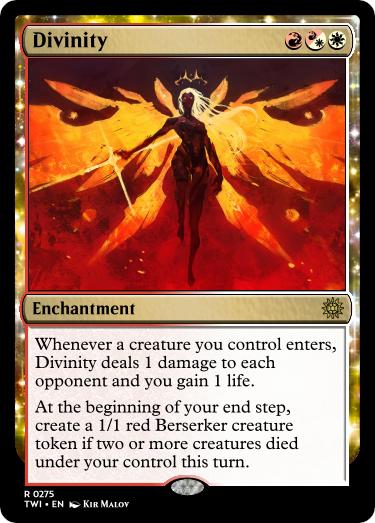 Divinity
Enchantment
Whenever a creature you control enters,
Divinity deals 1 damage to each
opponent and you gain 1 life.
At the beginning of your end step,
create a 1/1 red Berserker creature
token if two or more creatures died
under your control this turn.
R 0275
TWI • EN Kir Malov